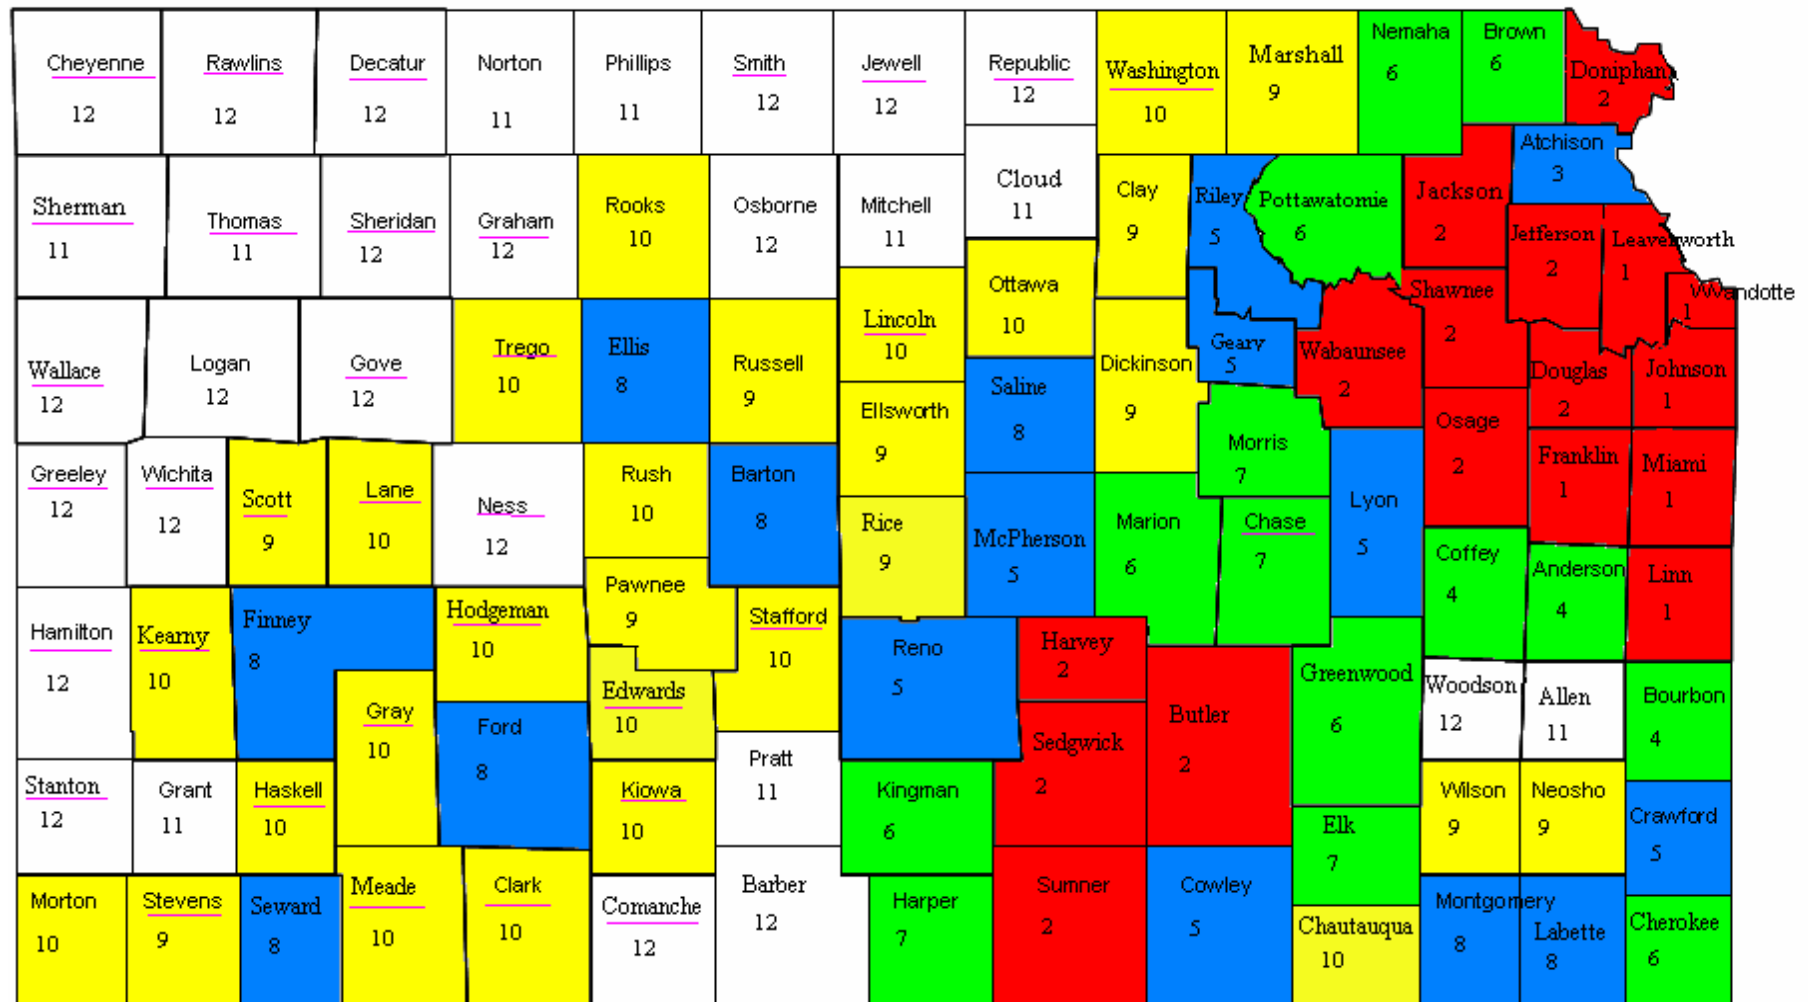 Cheyenne
12
Rawlins
12
Decatur
12
Norton
11
Phillips
11
Smith
12
Jewell
12
Republic
12
Washington
10
Marshall
9
Nemaha
6
Brown
6
Doniphan
2
Atchison
3
Sherman
11
Thomas
11
Sheridan
12
Graham
12
Rooks
10
Osborne
12
Mitchell
11
Cloud
11
Clay
9
Riley
5
Pottawatomie
6
Jackson
2
Jefferson
2
Leavenworth
1
Wyandotte
1
Wallace
12
Logan
12
Gove
12
Trego
10
Ellis
8
Russell
9
Lincoln
10
Ottawa
10
Ellsworth
9
Saline
8
Dickinson
9
Geary
5
Wabaunsee
2
Shawnee
2
Douglas
2
Johnson
1
Greeley
12
Wichita
12
Scott
9
Lane
10
Ness
12
Rush
10
Barton
8
Rice
9
McPherson
5
Marion
6
Morris
7
Chase
7
Lyon
5
Osage
2
Franklin
1
Miami
1
Hamilton
12
Kearny
10
Finney
8
Hodgeman
10
Pawnee
9
Stafford
10
Edwards
10
Gray
10
Ford
8
Reno
5
Harvey
2
Sedgwick
2
Butler
2
Greenwood
6
Coffey
4
Anderson
4
Linn
1
Woodson
12
Allen
11
Bourbon
4
Stanton
12
Grant
11
Haskell
10
Kiowa
10
Pratt
11
Kingman
6
Elk
7
Wilson
9
Neosho
9
Crawford
5
Morton
10
Stevens
9
Seward
8
Meade
10
Clark
10
Comanche
12
Barber
12
Harper
7
Sumner
2
Cowley
5
Chautauqua
10
Montgomery
8
Labette
8
Cherokee
6